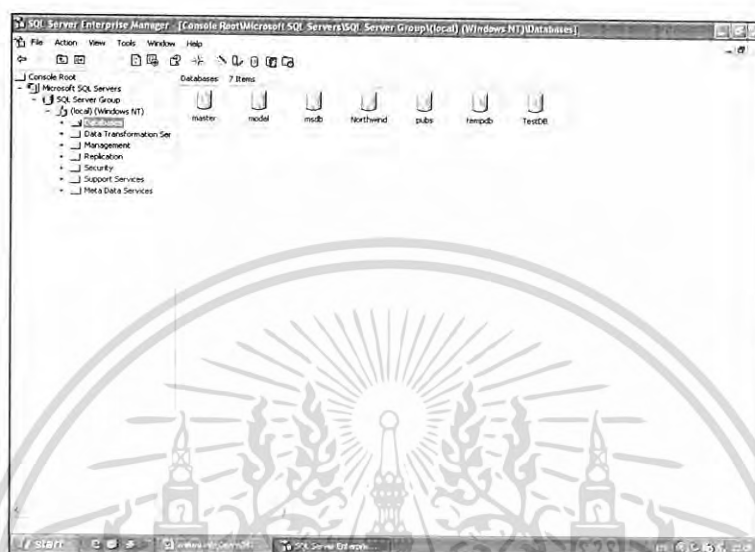 SQL Server Enterprise Manager - [Console Root\Microsoft SQL Servers\SQL Server Group\(local) (Windows NT)\Databases]
File Action View Tools Window Help
Console Root
Microsoft SQL Servers
SQL Server Group
(local) (Windows NT)
Databases
Data Transformation Ser
Management
Replication
Security
Support Services
Meta Data Services
Databases 7 Items
master model msdb Northwind pubs tempdb TestDB
start
SQL Server Enterpris...